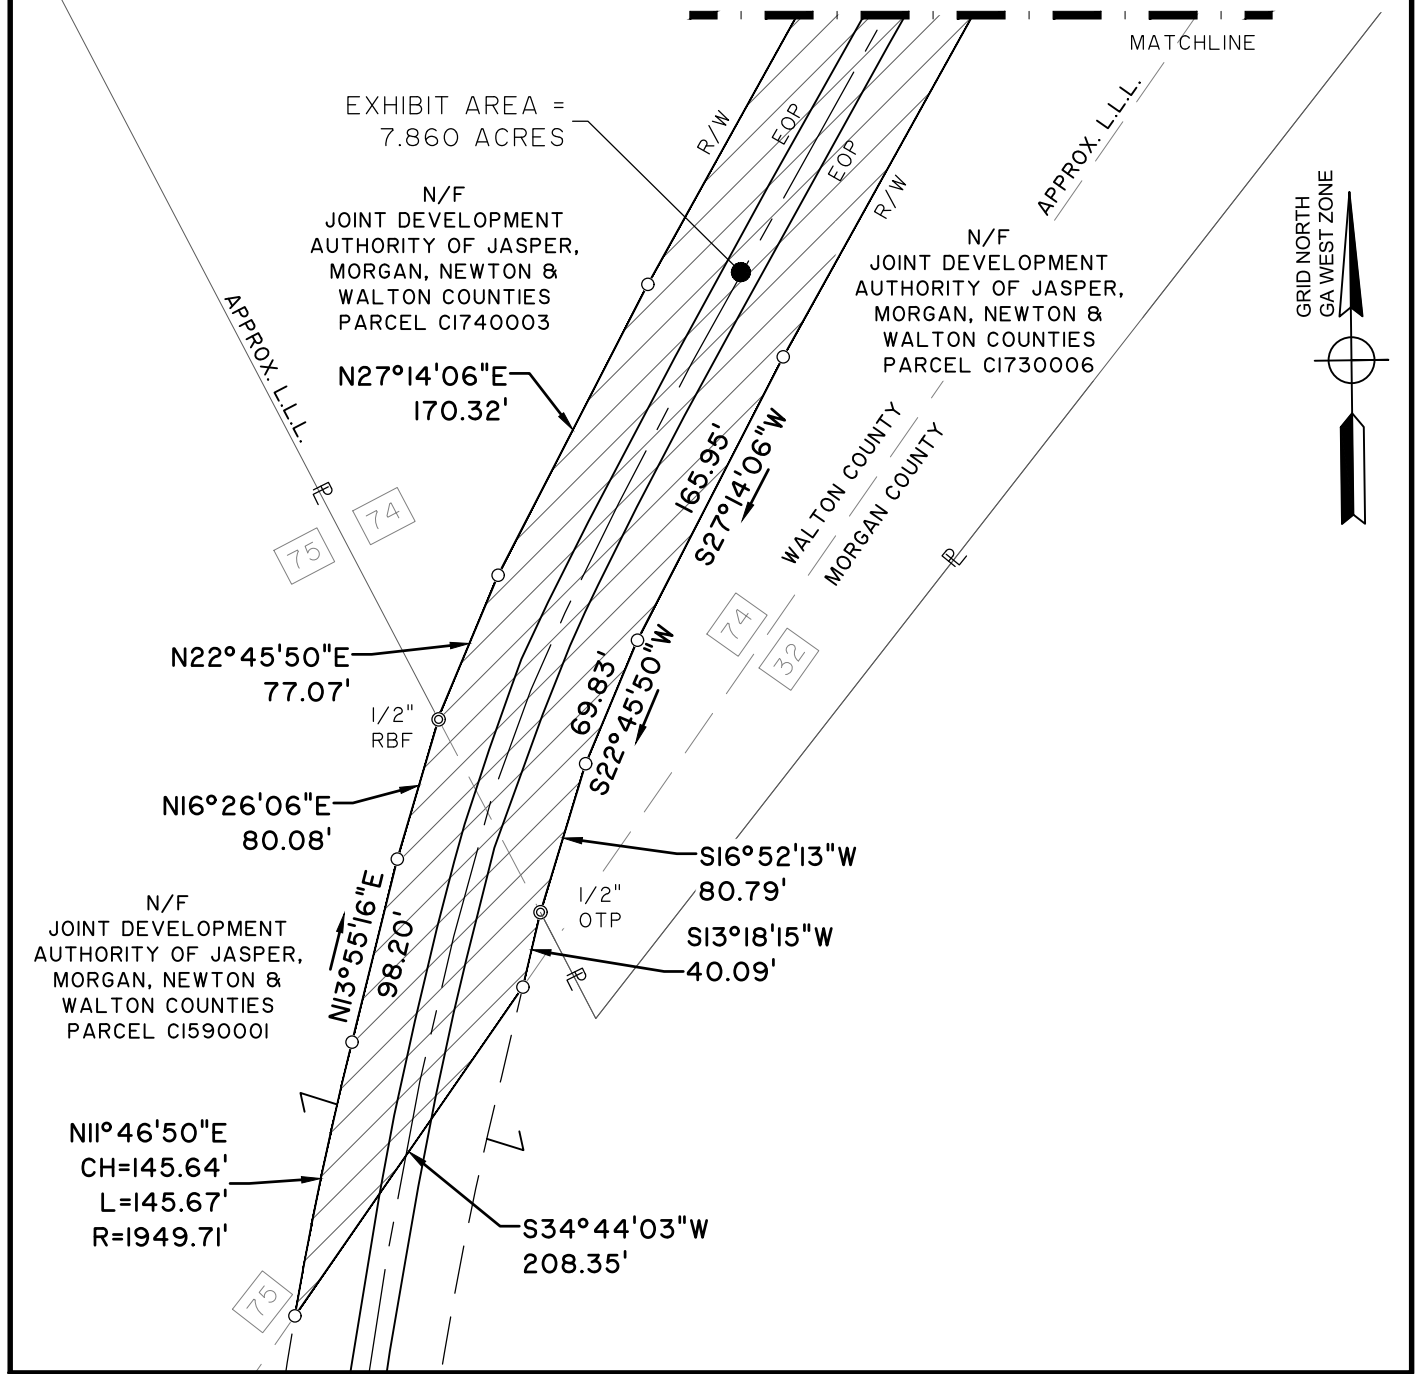 MATCHLINE
EXHIBIT AREA =
7.860 ACRES
R/W
EOP
EOP
R/W
APPROX. L.L.L.
GRID NORTH
GA WEST ZONE
N/F
JOINT DEVELOPMENT
AUTHORITY OF JASPER,
MORGAN, NEWTON &
WALTON COUNTIES
PARCEL C1740003
N/F
JOINT DEVELOPMENT
AUTHORITY OF JASPER,
MORGAN, NEWTON &
WALTON COUNTIES
PARCEL C1730006
APPROX. L.L.L.
N27°14'06"E
170.32'
165.95'
S27°14'06"W
WALTON COUNTY
MORGAN COUNTY
PL
74
75
PL
74
32
N22°45'50"E
77.07'
69.83'
S22°45'50"W
1/2"
RBF
N16°26'06"E
80.08'
S16°52'13"W
80.79'
1/2"
OTP
S13°18'15"W
40.09'
PL
N13°55'16"E
98.20'
N/F
JOINT DEVELOPMENT
AUTHORITY OF JASPER,
MORGAN, NEWTON &
WALTON COUNTIES
PARCEL C1590001
N11°46'50"E
CH=145.64'
L=145.67'
R=1949.71'
S34°44'03"W
208.35'
75